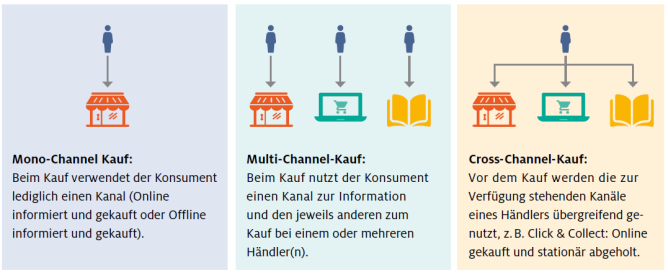 Mono-Channel Kauf:
Beim Kauf verwendet der Konsument
lediglich einen Kanal (Online
informiert und gekauft oder Offline
informiert und gekauft).
Multi-Channel-Kauf:
Beim Kauf nutzt der Konsument
einen Kanal zur Information
und den jeweils anderen zum
Kauf bei einem oder mehreren
Händler(n).
Cross-Channel-Kauf:
Vor dem Kauf werden die zur
Verfügung stehenden Kanäle
eines Händlers übergreifend ge-
nutzt, z. B. Click & Collect: Online
gekauft und stationär abgeholt.